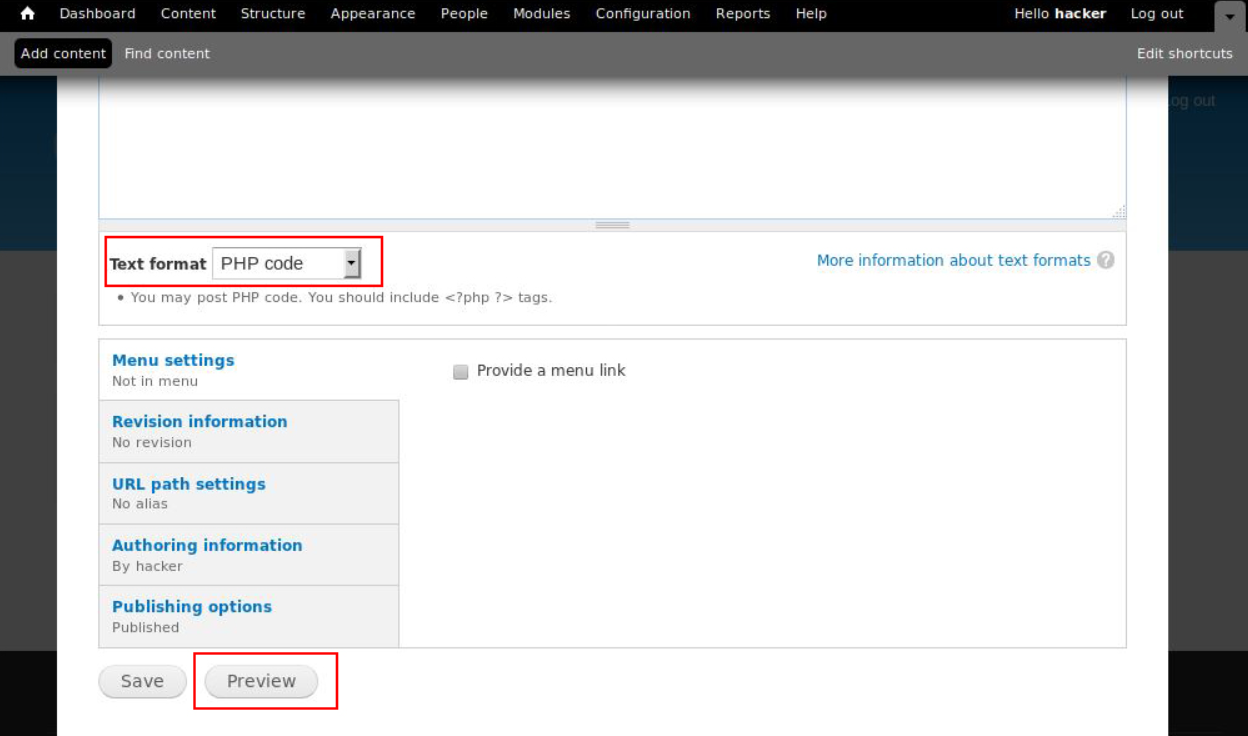 Dashboard Content Structure Appearance People Modules Configuration Reports Help Hello hacker Log out
Add content Find content Edit shortcuts
og out
Text format PHP code More information about text formats ?
• You may post PHP code. You should include <?php ?> tags.
Menu settings
Not in menu
Provide a menu link
Revision information
No revision
URL path settings
No alias
Authoring information
By hacker
Publishing options
Published
Save Preview